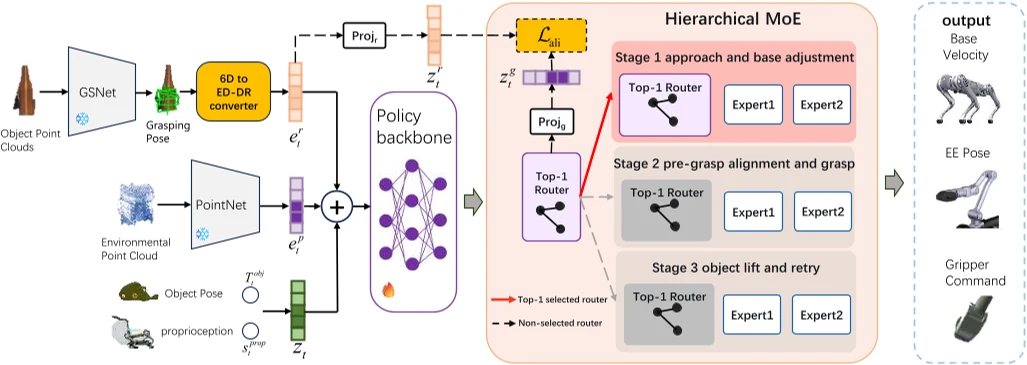 Object Point
Clouds
GSNet
Grasping
Pose
6D to
ED-DR
converter
e_t^r
Proj_r
z_t^r
Environmental
Point Cloud
PointNet
e_t^p
Object Pose
T_t^obj
proprioception
s_t^prop
z_t
+
Policy
backbone
Hierarchical MoE
L_ali
z_t^g
Proj_g
Top-1
Router
Stage 1 approach and base adjustment
Top-1 Router
Expert1
Expert2
Stage 2 pre-grasp alignment and grasp
Top-1 Router
Expert1
Expert2
Stage 3 object lift and retry
Top-1 Router
Expert1
Expert2
Top-1 selected router
Non-selected router
output
Base
Velocity
EE Pose
Gripper
Command